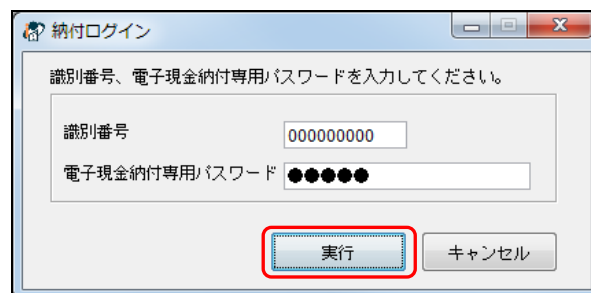 納付ログイン
識別番号、電子現金納付専用パスワードを入力してください。
識別番号 000000000
電子現金納付専用パスワード ●●●●●
実行 キャンセル